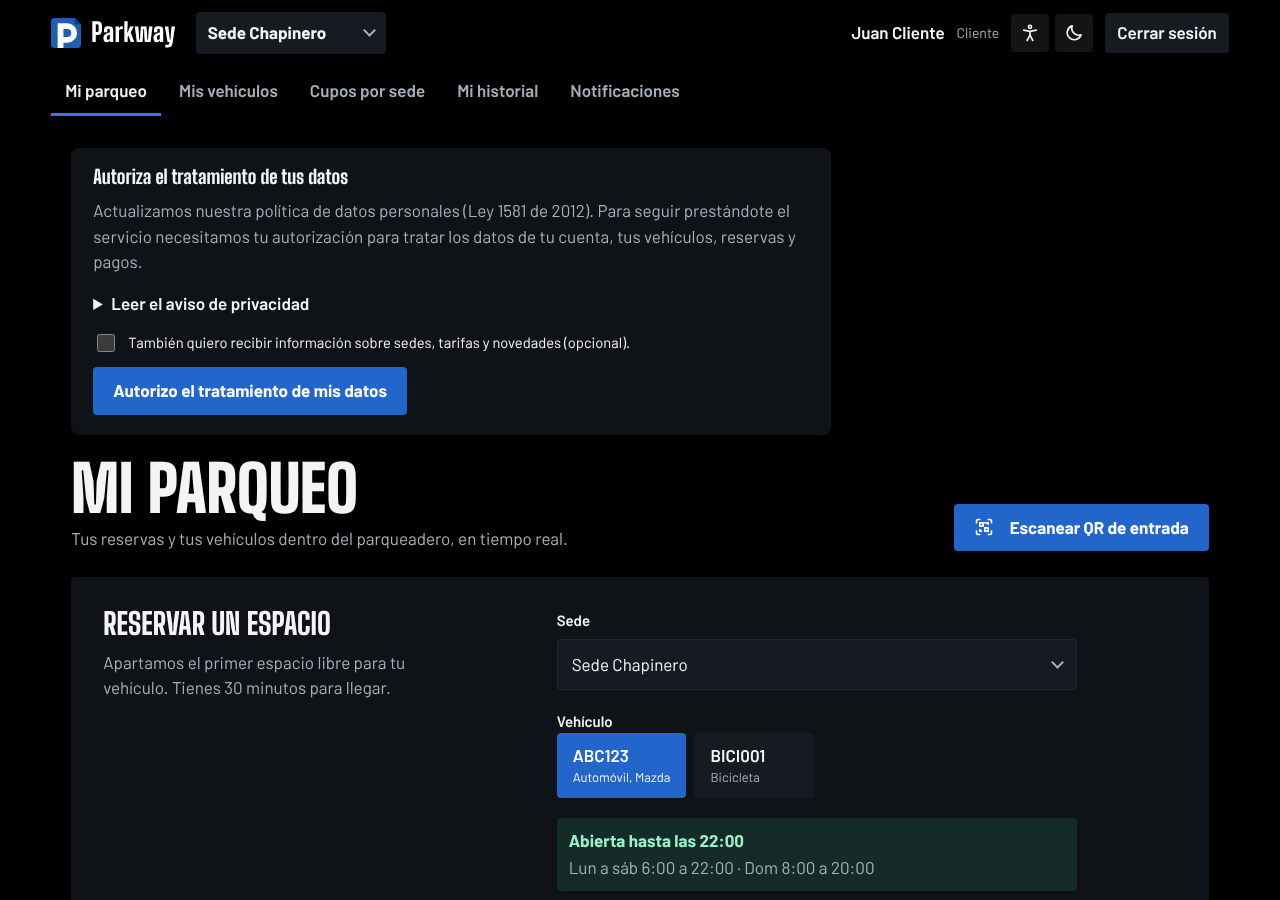 Parkway
Sede Chapinero
Juan Cliente Cliente
Cerrar sesión
Mi parqueo Mis vehículos Cupos por sede Mi historial Notificaciones
Autoriza el tratamiento de tus datos
Actualizamos nuestra política de datos personales (Ley 1581 de 2012). Para seguir prestándote el
servicio necesitamos tu autorización para tratar los datos de tu cuenta, tus vehículos, reservas y
pagos.
Leer el aviso de privacidad
También quiero recibir información sobre sedes, tarifas y novedades (opcional).
Autorizo el tratamiento de mis datos
MI PARQUEO
Tus reservas y tus vehículos dentro del parqueadero, en tiempo real.
Escanear QR de entrada
RESERVAR UN ESPACIO
Apartamos el primer espacio libre para tu
vehículo. Tienes 30 minutos para llegar.
Sede
Sede Chapinero
Vehículo
ABC123
Automóvil, Mazda
BICI001
Bicicleta
Abierta hasta las 22:00
Lun a sáb 6:00 a 22:00 · Dom 8:00 a 20:00